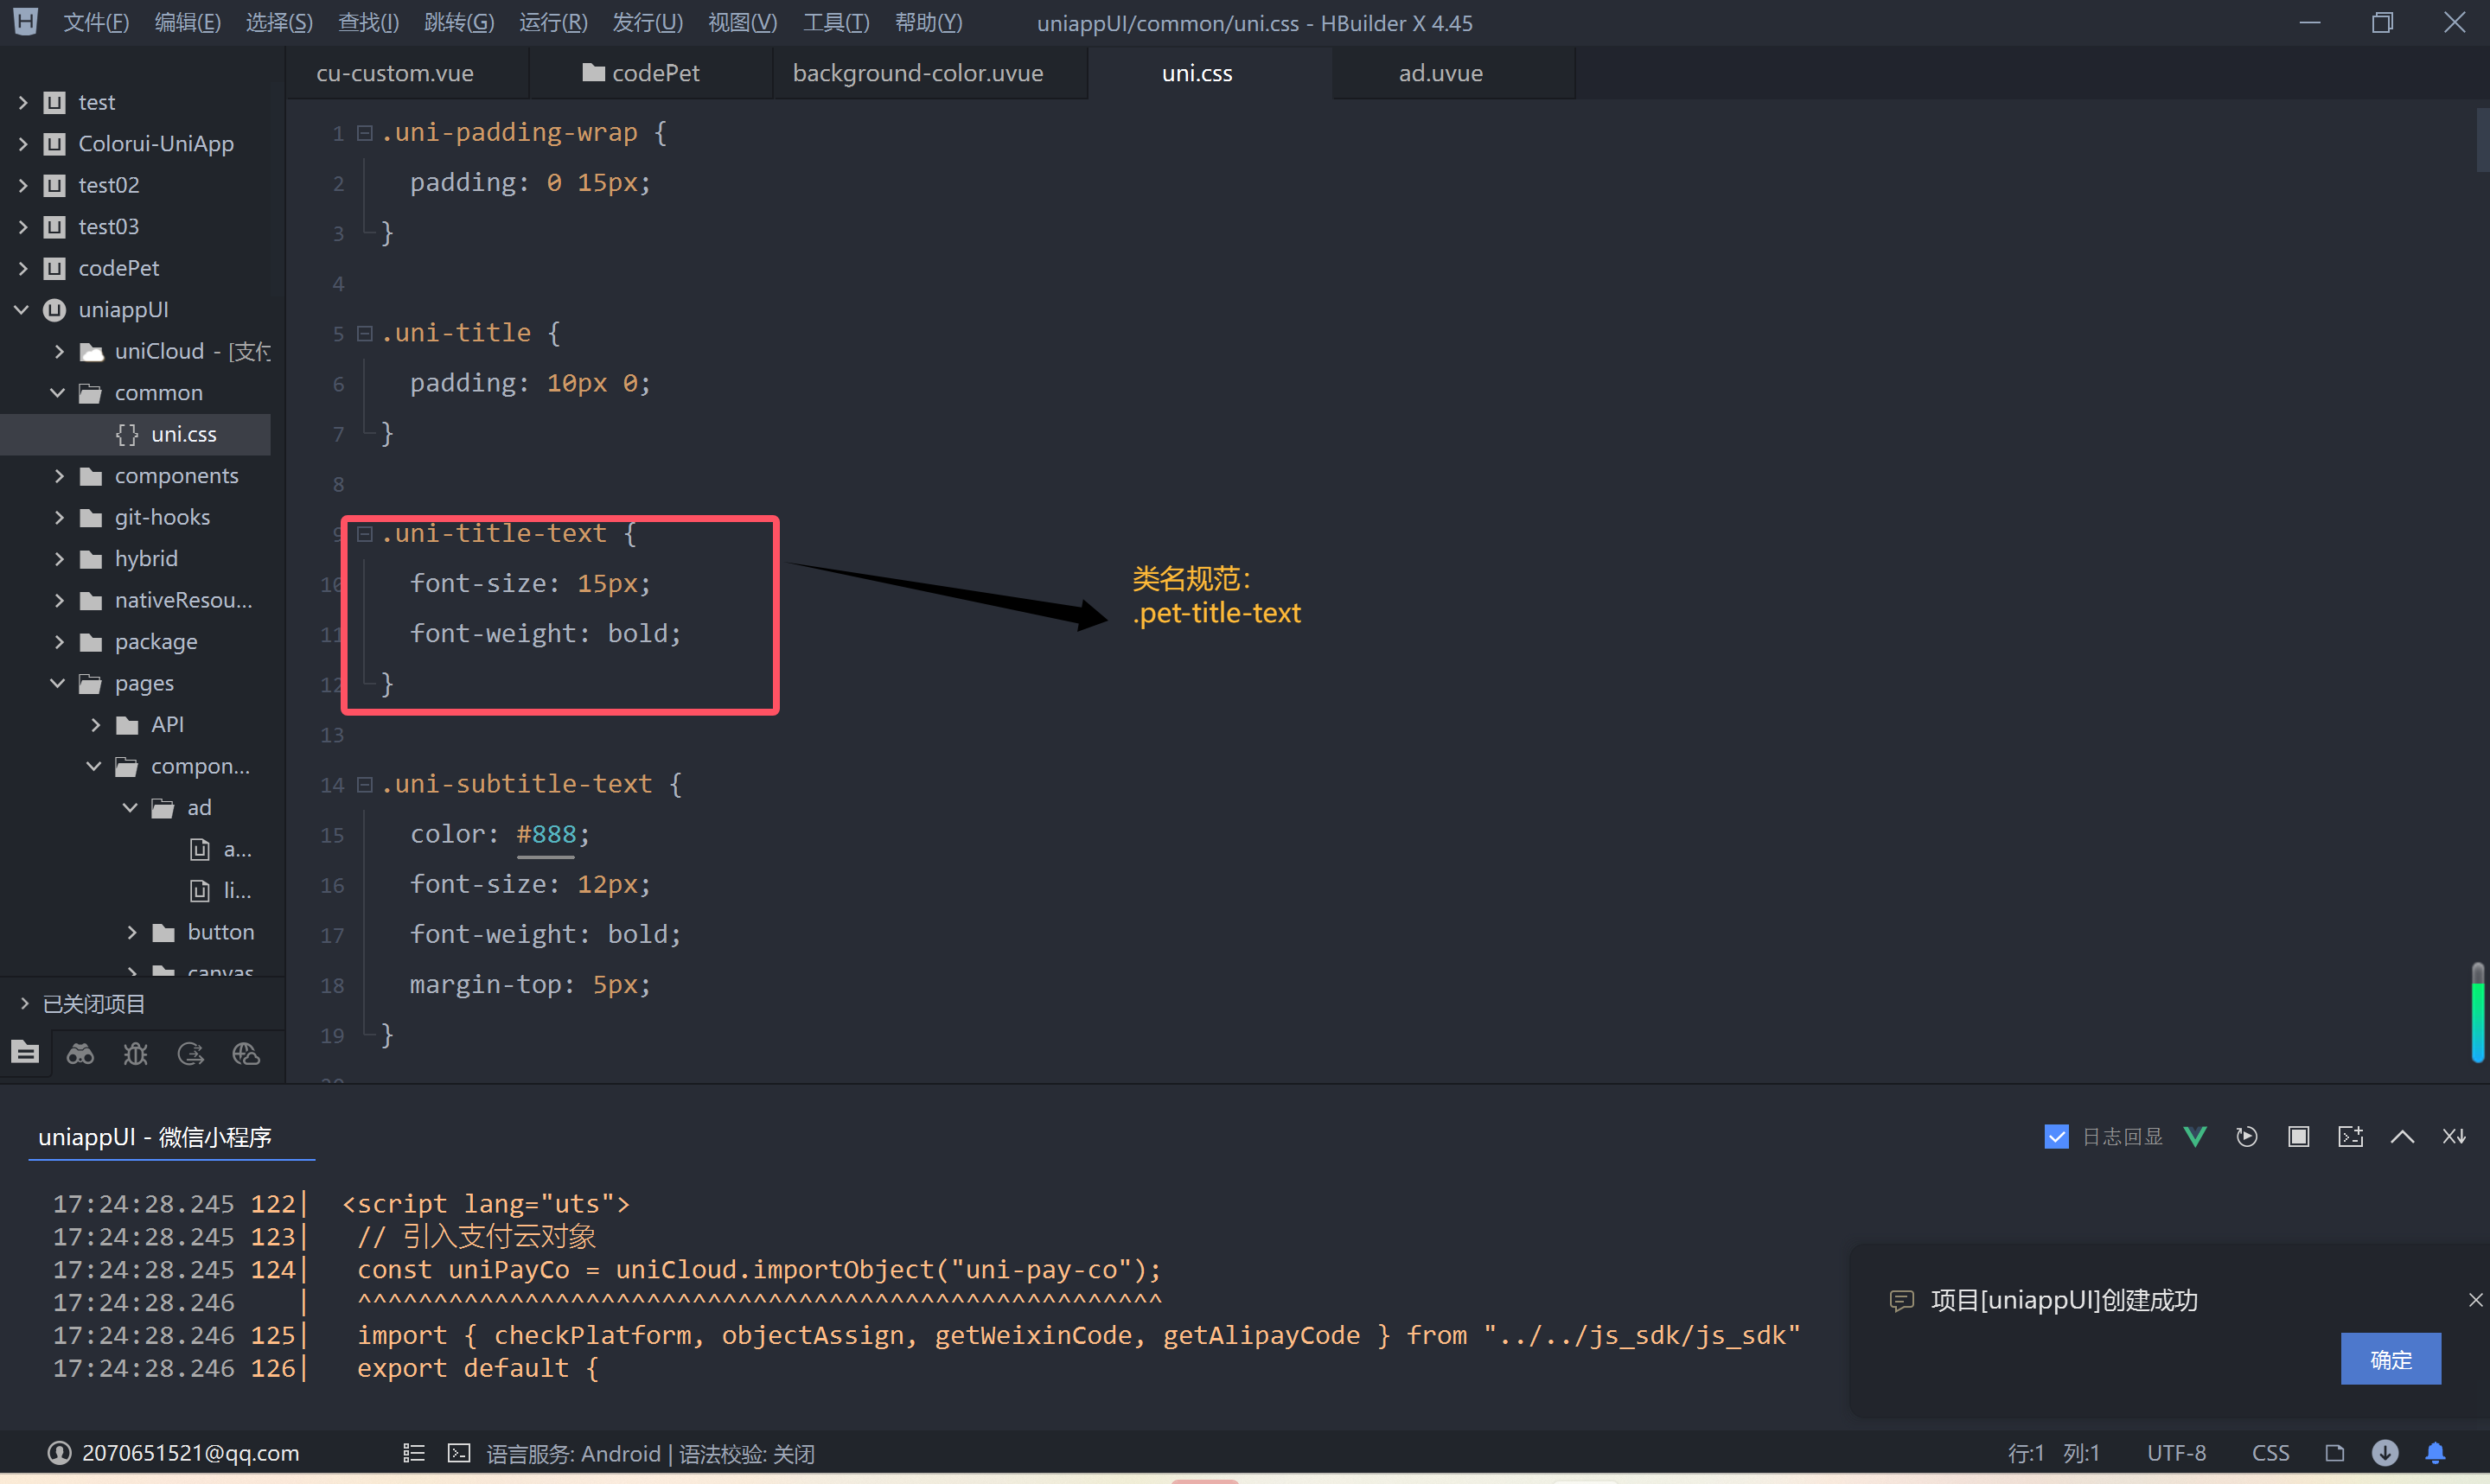 文件(F) 编辑(E) 选择(S) 查找(I) 跳转(G) 运行(R) 发行(U) 视图(V) 工具(T) 帮助(Y) uniappUI/common/uni.css - HBuilder X 4.45
cu-custom.vue codePet background-color.uvue uni.css ad.uvue
test
Colorui-UniApp
test02
test03
codePet
uniappUI
uniCloud - [支付
common
{} uni.css
components
git-hooks
hybrid
nativeResou...
package
pages
API
compon...
ad
a...
li...
button
canvas
已关闭项目
1 .uni-padding-wrap {
2 padding: 0 15px;
3 }
4
5 .uni-title {
6 padding: 10px 0;
7 }
8
9 .uni-title-text {
10 font-size: 15px;
11 font-weight: bold;
12 }
13
14 .uni-subtitle-text {
15 color: #888;
16 font-size: 12px;
17 font-weight: bold;
18 margin-top: 5px;
19 }
20
类名规范：
.pet-title-text
uniappUI - 微信小程序 日志回显
17:24:28.245 122| <script lang="uts">
17:24:28.245 123| // 引入支付云对象
17:24:28.245 124| const uniPayCo = uniCloud.importObject("uni-pay-co");
17:24:28.246 | ^^^^^^^^^^^^^^^^^^^^^^^^^^^^^^^^^^^^^^^^^^^^^^^^^^^^^
17:24:28.246 125| import { checkPlatform, objectAssign, getWeixinCode, getAlipayCode } from "../../js_sdk/js_sdk"
17:24:28.246 126| export default {
项目[uniappUI]创建成功
确定
2070651521@qq.com 语言服务: Android | 语法校验: 关闭 行:1 列:1 UTF-8 CSS